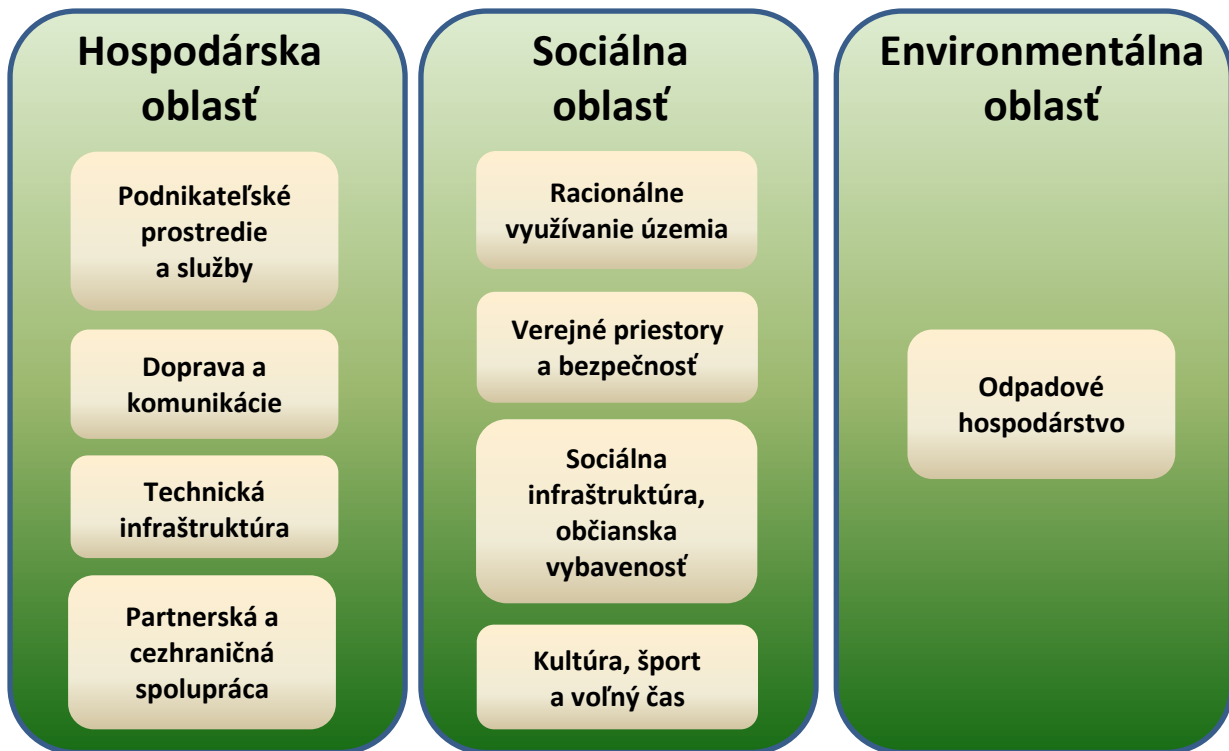 Hospodárska
oblasť
Podnikateľské
prostredie
a služby
Doprava a
komunikácie
Technická
infraštruktúra
Partnerská a
cezhraničná
spolupráca
Sociálna
oblasť
Racionálne
využívanie územia
Verejné priestory
a bezpečnosť
Sociálna
infraštruktúra,
občianska
vybavenosť
Kultúra, šport
a voľný čas
Environmentálna
oblasť
Odpadové
hospodárstvo